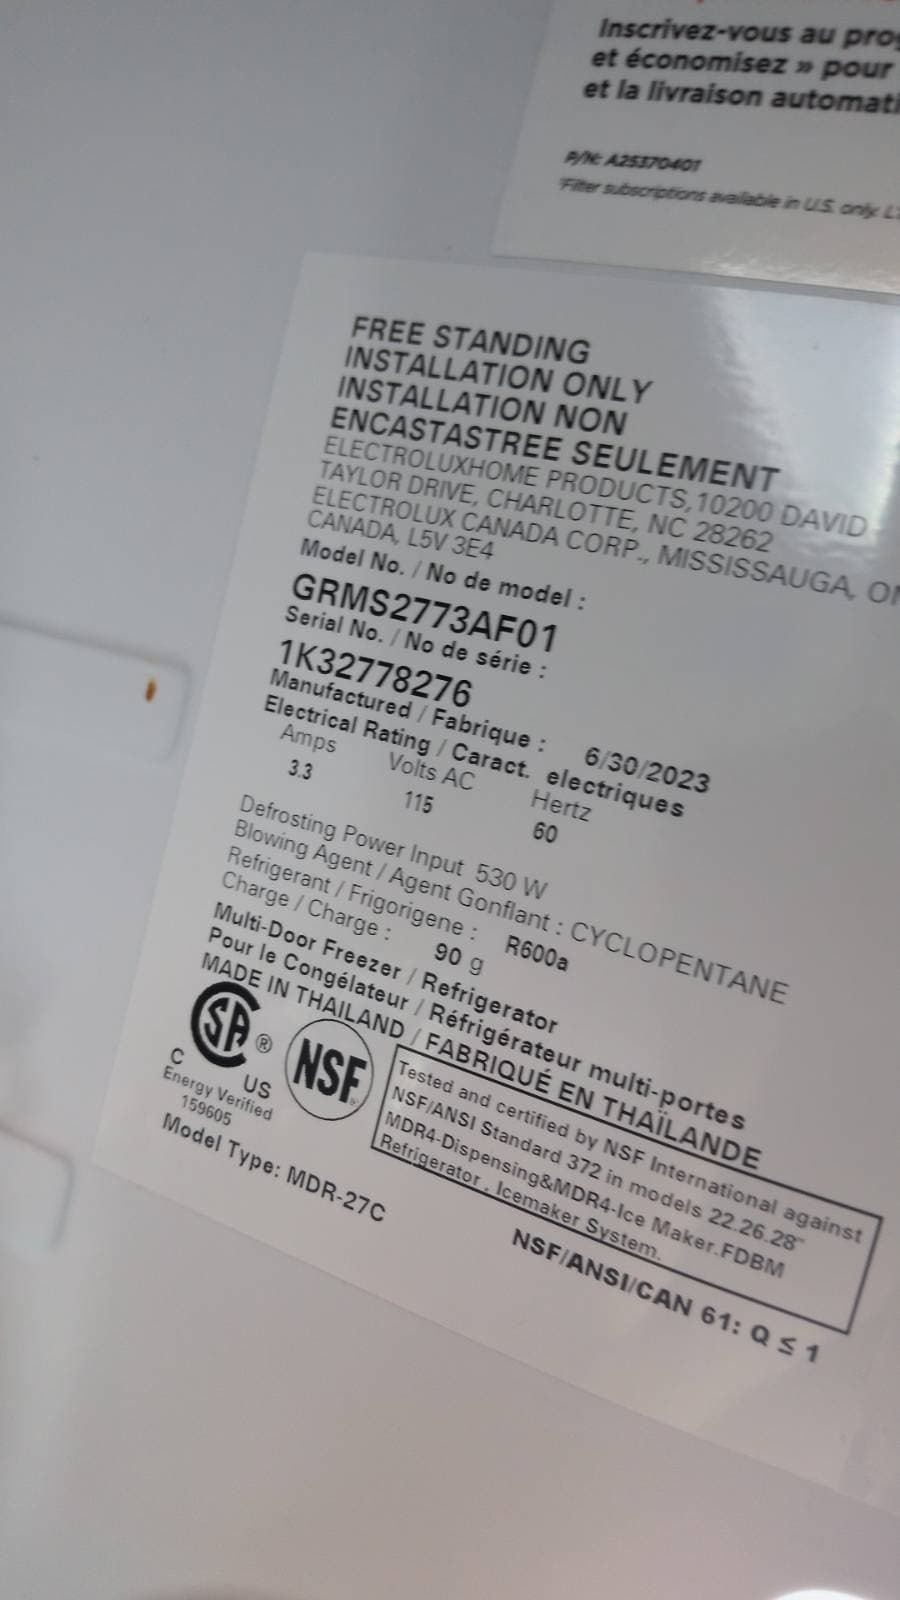 Inscrivez-vous au
et économisez » pour
et la livraison
P/N: A25370401
*Filter subscriptions available in U.S. only.
FREE STANDING
INSTALLATION ONLY
INSTALLATION NON
ENCASTASTREE SEULEMENT
ELECTROLUXHOME PRODUCTS,10200 DAVID
TAYLOR DRIVE, CHARLOTTE, NC 28262
ELECTROLUX CANADA CORP., MISSISSAUGA,
CANADA, L5V 3E4
Model No. / No de model :
GRMS2773AF01
Serial No. / No de série :
1K32778276
Manufactured / Fabrique : 6/30/2023
Electrical Rating / Caract. electriques
Amps Volts AC Hertz
3.3 115 60
Defrosting Power Input 530 W
Blowing Agent / Agent Gonflant : CYCLOPENTANE
Refrigerant / Frigorigene : R600a
Charge / Charge : 90 g
Multi-Door Freezer / Refrigerator
Pour le Congélateur / Réfrigérateur multi-portes
MADE IN THAILAND / FABRIQUÉ EN THAÏLANDE
SA ®
C US
Energy Verified
159605
NSF
Tested and certified by NSF International against
NSF/ANSI Standard 372 in models 22.26.28"
MDR4-Dispensing&MDR4-Ice Maker.FDBM
Refrigerator , Icemaker System.
Model Type: MDR-27C
NSF/ANSI/CAN 61: Q ≤ 1